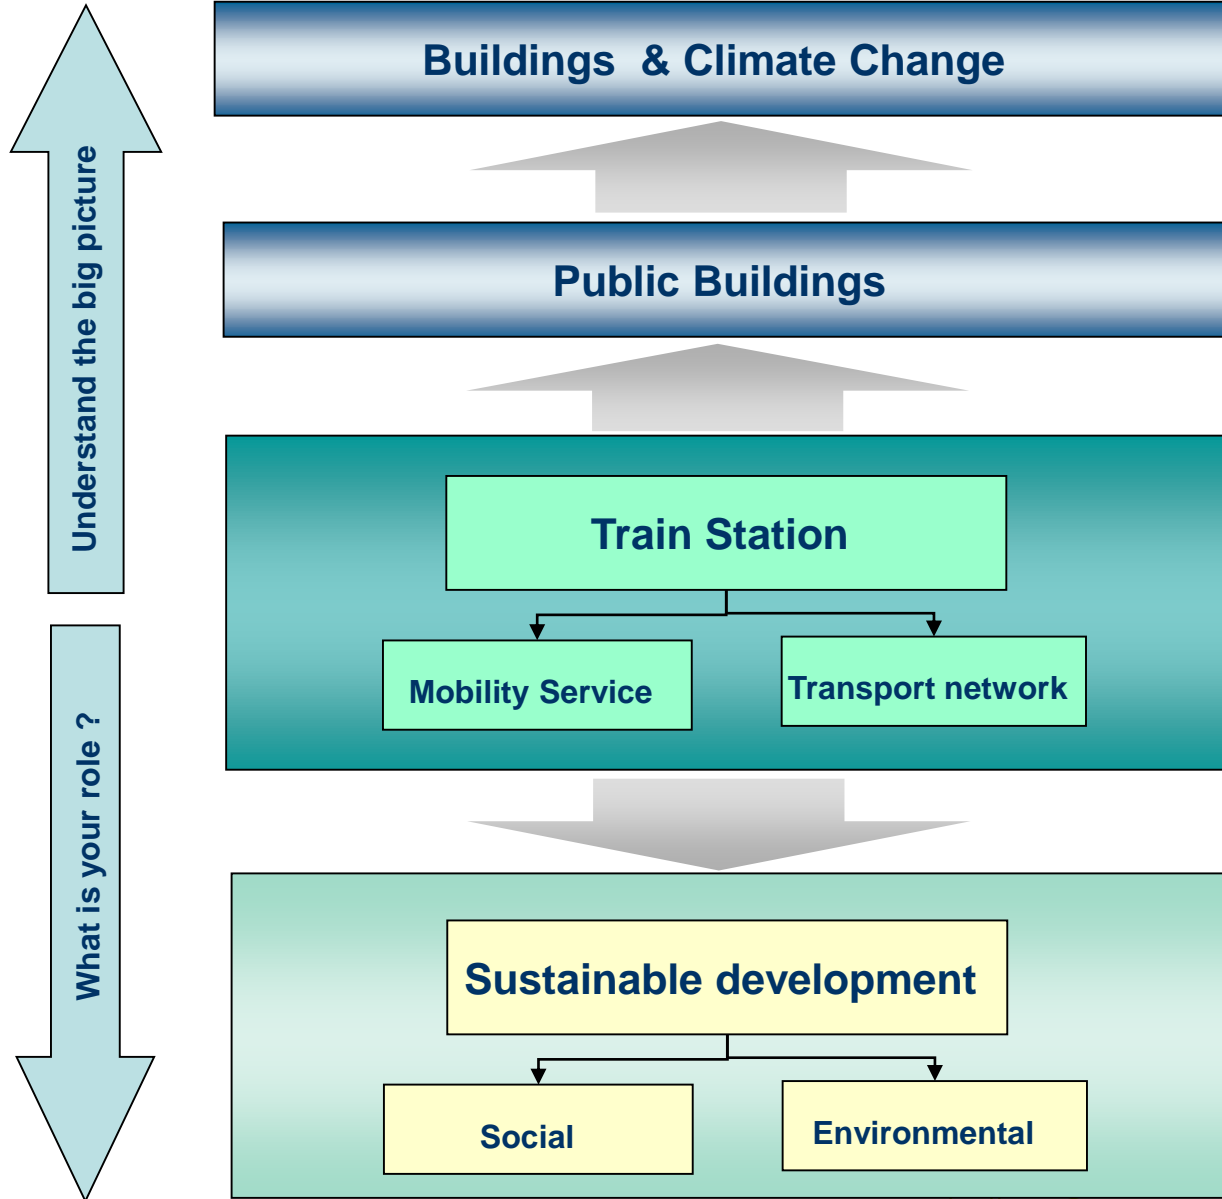 Buildings & Climate Change
Understand the big picture
Public Buildings
Train Station
Mobility Service
Transport network
What is your role ?
Sustainable development
Social
Environmental